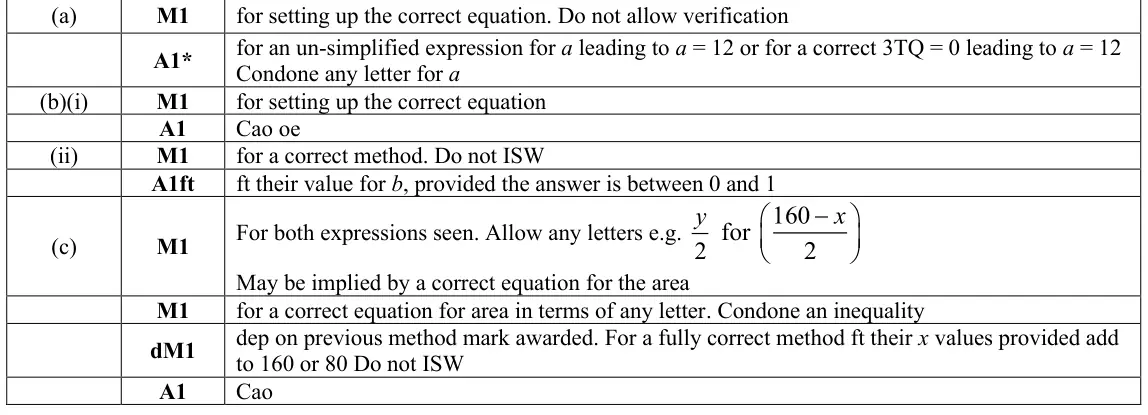 (a) M1 for setting up the correct equation. Do not allow verification
A1* for an un-simplified expression for a leading to a = 12 or for a correct 3TQ = 0 leading to a = 12
Condone any letter for a
(b)(i) M1 for setting up the correct equation
A1 Cao oe
(ii) M1 for a correct method. Do not ISW
A1ft ft their value for b, provided the answer is between 0 and 1
(c) M1 For both expressions seen. Allow any letters e.g. y/2 for ((160 − x)/2)
May be implied by a correct equation for the area
M1 for a correct equation for area in terms of any letter. Condone an inequality
dM1 dep on previous method mark awarded. For a fully correct method ft their x values provided add
to 160 or 80 Do not ISW
A1 Cao